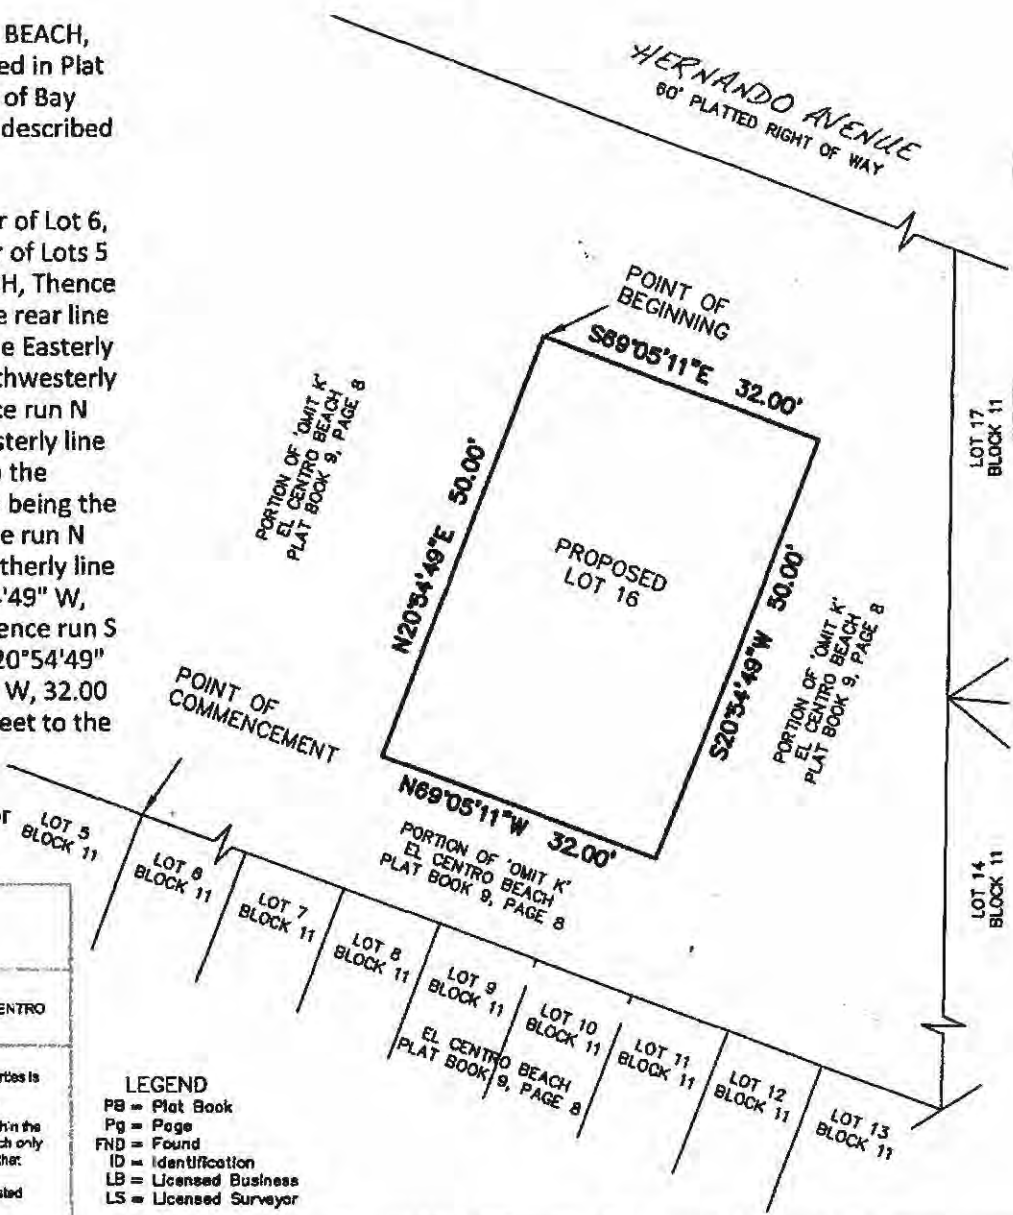 BEACH,
ed in Plat
of Bay
described
r of Lot 6,
r of Lots 5
H, Thence
e rear line
e Easterly
thwesterly
ce run N
sterly line
the
being the
e run N
therly line
'49" W,
ence run S
20°54'49"
W, 32.00
eet to the
or
HERNANDO AVENUE
60' PLATTED RIGHT OF WAY
POINT OF
BEGINNING
S69°05'11"E 32.00'
N20°54'49"E 50.00'
PORTION OF 'OMIT K'
EL CENTRO BEACH
PLAT BOOK 9, PAGE 8
PROPOSED
LOT 16
S20°54'49"W 50.00'
PORTION OF 'OMIT K'
EL CENTRO BEACH
PLAT BOOK 9, PAGE 8
N69°05'11"W 32.00'
PORTION OF 'OMIT K'
EL CENTRO BEACH
PLAT BOOK 9, PAGE 8
POINT OF
COMMENCEMENT
LOT 17
BLOCK 11
LOT 14
BLOCK 11
LOT 5
BLOCK 11
LOT 6
BLOCK 11
LOT 7
BLOCK 11
LOT 8
BLOCK 11
LOT 9
BLOCK 11
LOT 10
BLOCK 11
LOT 11
BLOCK 11
LOT 12
BLOCK 11
LOT 13
BLOCK 11
EL CENTRO BEACH
PLAT BOOK 9, PAGE 8
ENTRO
rties is
hin the
ch only
that
sted
LEGEND
PB = Plat Book
Pg = Page
FND = Found
ID = Identification
LB = Licensed Business
LS = Licensed Surveyor